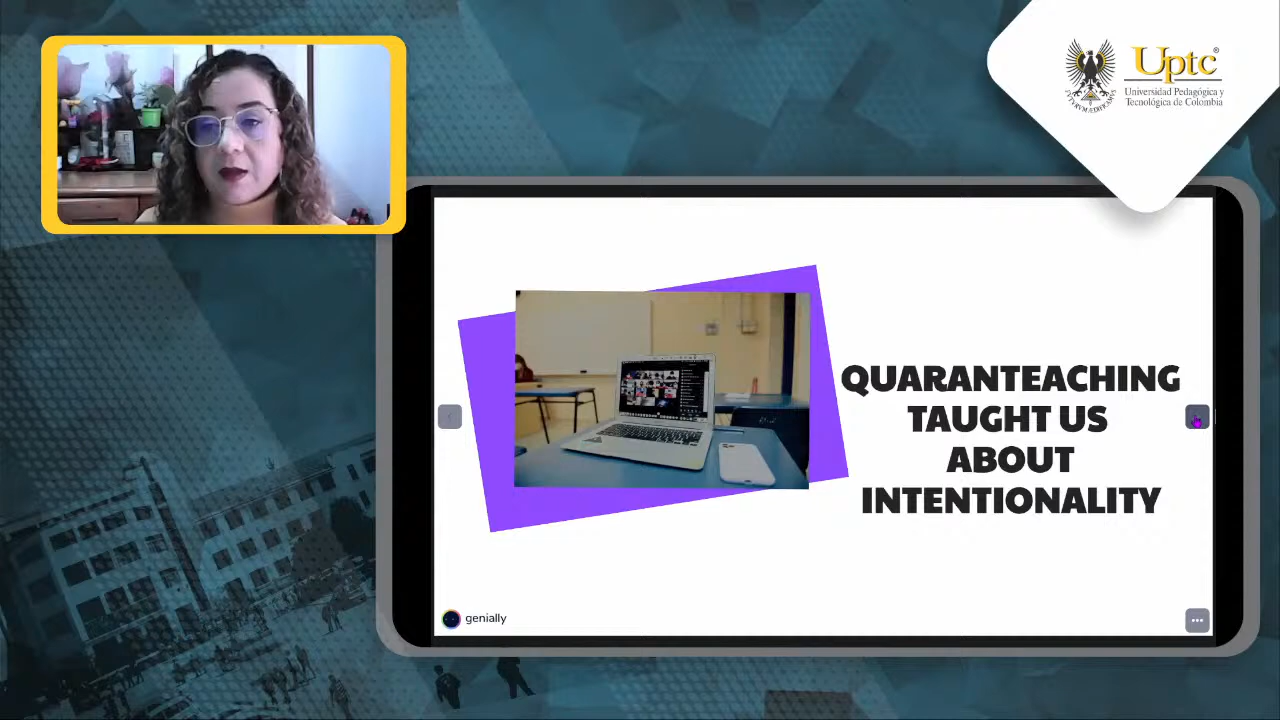 Uptc®
Universidad Pedagógica y
Tecnológica de Colombia
QUARANTEACHING
TAUGHT US
ABOUT
INTENTIONALITY
genially